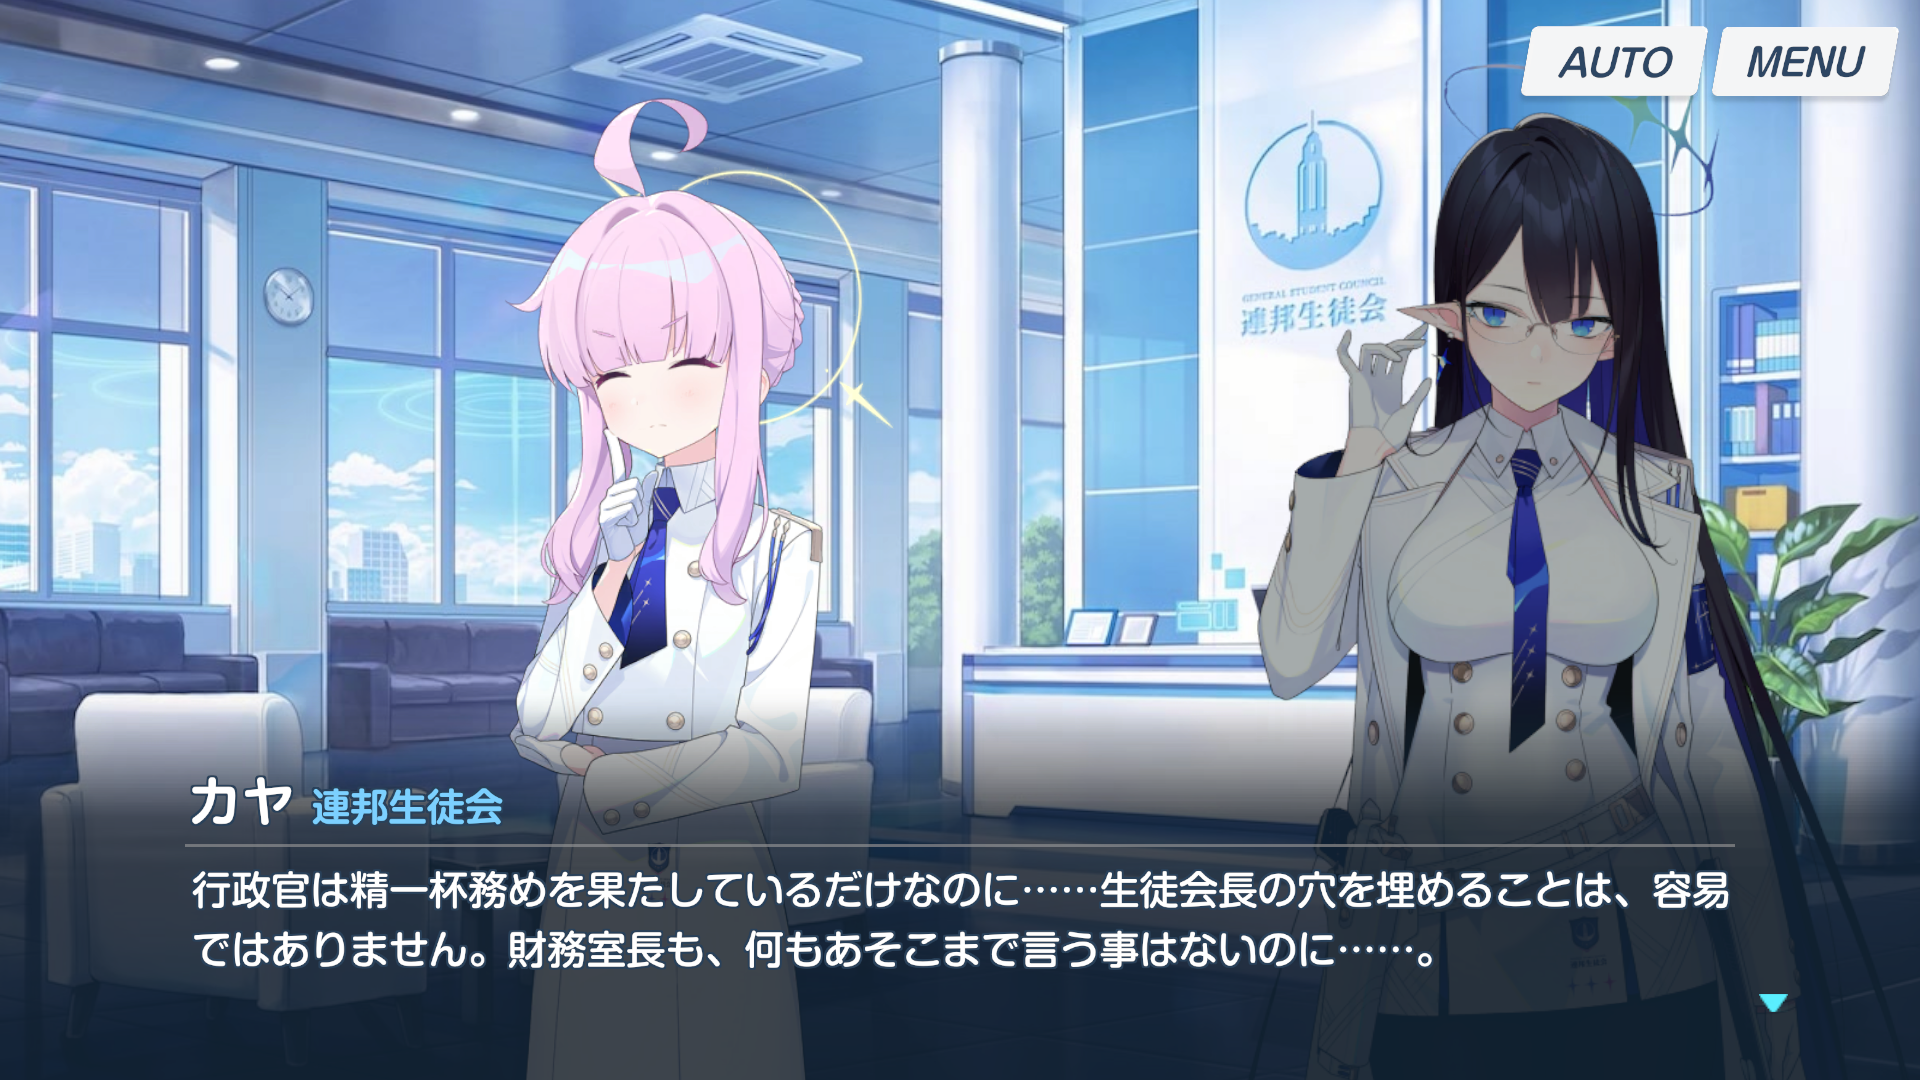 AUTO
MENU
GENERAL STUDENT COUNCIL
連邦生徒会
カヤ 連邦生徒会
行政官は精一杯務めを果たしているだけなのに……生徒会長の穴を埋めることは、容易
ではありません。財務室長も、何もあそこまで言う事はないのに……。